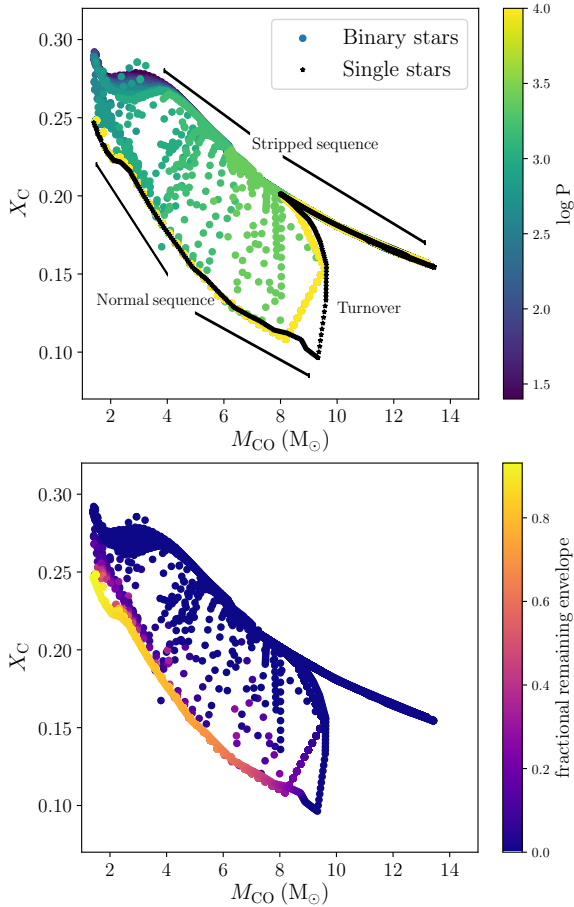 0.30
0.25
0.20
0.15
0.10
X_C
Binary stars
Single stars
Stripped sequence
Normal sequence
Turnover
2 4 6 8 10 12 14
M_CO (M_⊙)
4.0
3.5
3.0
2.5
2.0
1.5
log P
0.30
0.25
0.20
0.15
0.10
X_C
2 4 6 8 10 12 14
M_CO (M_⊙)
0.8
0.6
0.4
0.2
0.0
fractional remaining envelope